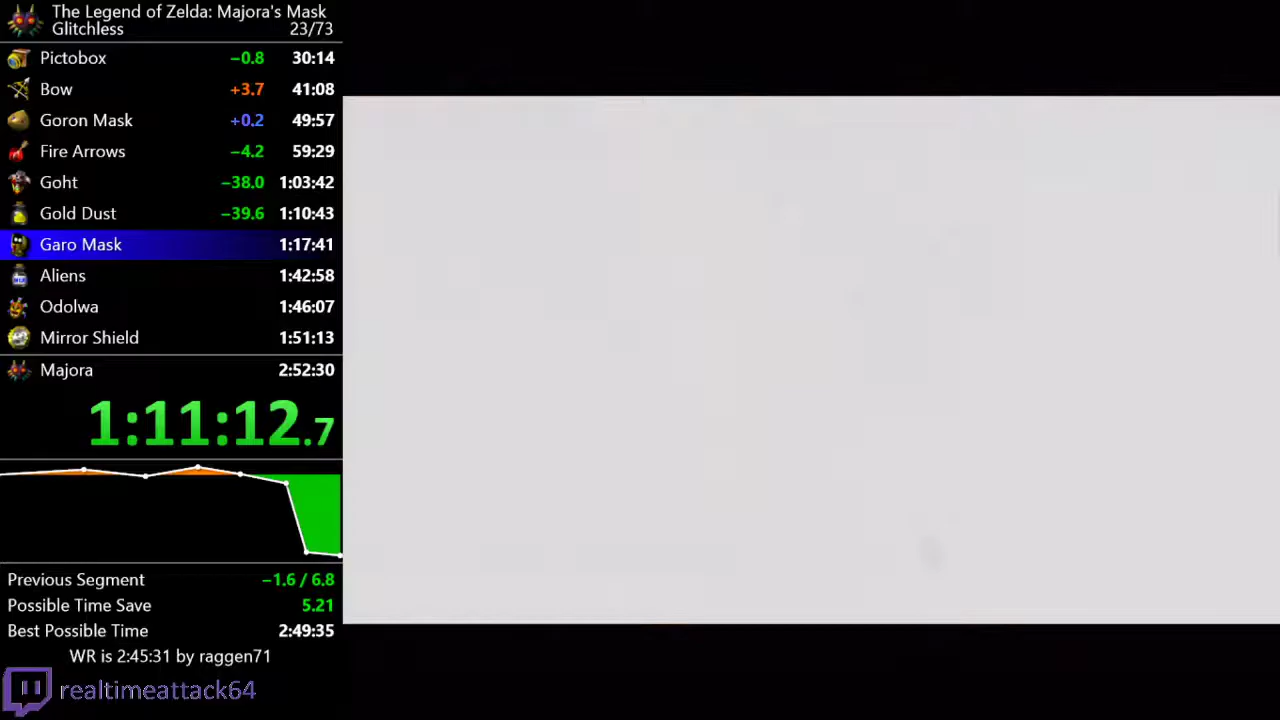 The Legend of Zelda: Majora's Mask
Glitchless 23/73
Pictobox −0.8 30:14
Bow +3.7 41:08
Goron Mask +0.2 49:57
Fire Arrows −4.2 59:29
Goht −38.0 1:03:42
Gold Dust −39.6 1:10:43
Garo Mask 1:17:41
Aliens 1:42:58
Odolwa 1:46:07
Mirror Shield 1:51:13
Majora 2:52:30
1:11:12.7
Previous Segment −1.6 / 6.8
Possible Time Save 5.21
Best Possible Time 2:49:35
WR is 2:45:31 by raggen71
realtimeattack64